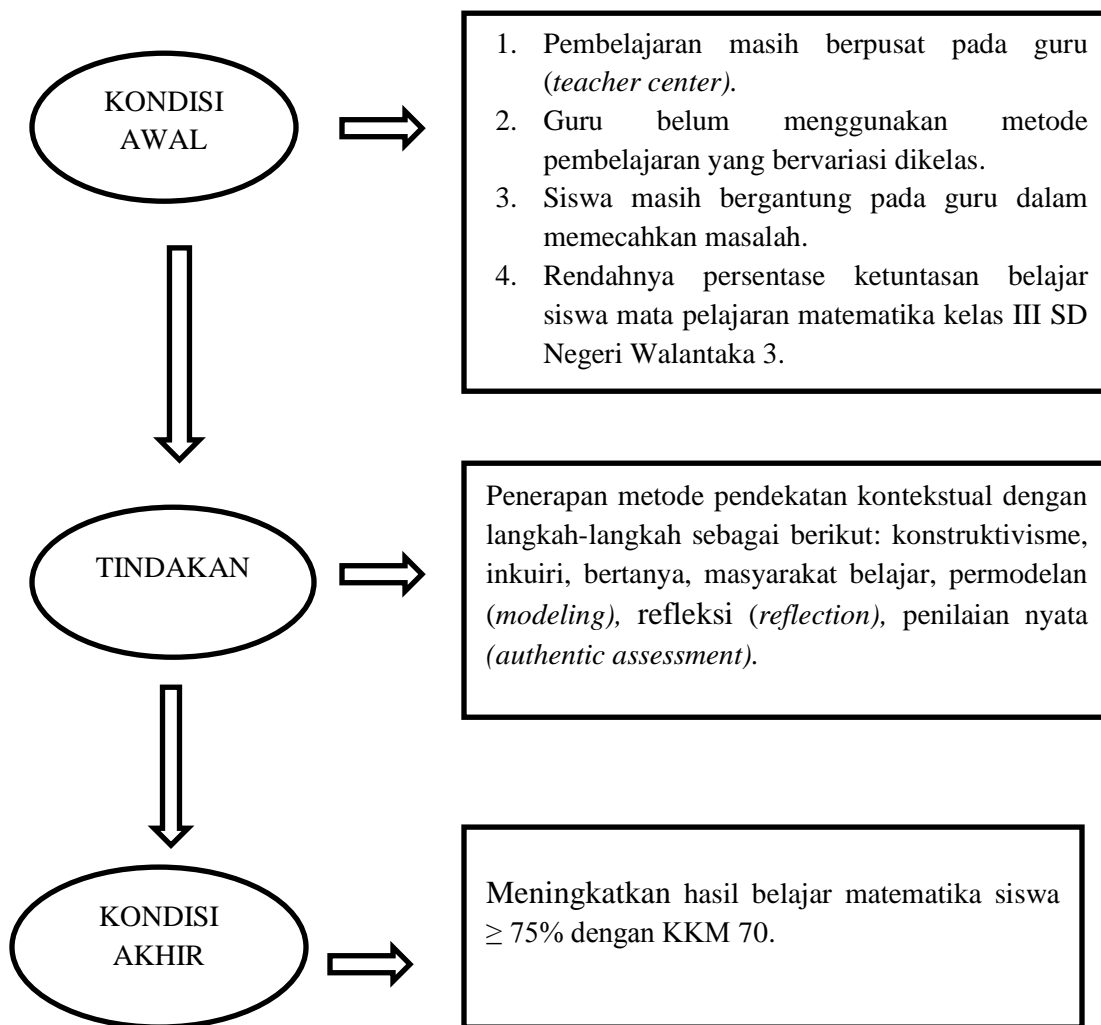 KONDISI
AWAL
1. Pembelajaran masih berpusat pada guru
(teacher center).
2. Guru belum menggunakan metode
pembelajaran yang bervariasi dikelas.
3. Siswa masih bergantung pada guru dalam
memecahkan masalah.
4. Rendahnya persentase ketuntasan belajar
siswa mata pelajaran matematika kelas III SD
Negeri Walantaka 3.
TINDAKAN
Penerapan metode pendekatan kontekstual dengan
langkah-langkah sebagai berikut: konstruktivisme,
inkuiri, bertanya, masyarakat belajar, permodelan
(modeling), refleksi (reflection), penilaian nyata
(authentic assessment).
KONDISI
AKHIR
Meningkatkan hasil belajar matematika siswa
≥ 75% dengan KKM 70.